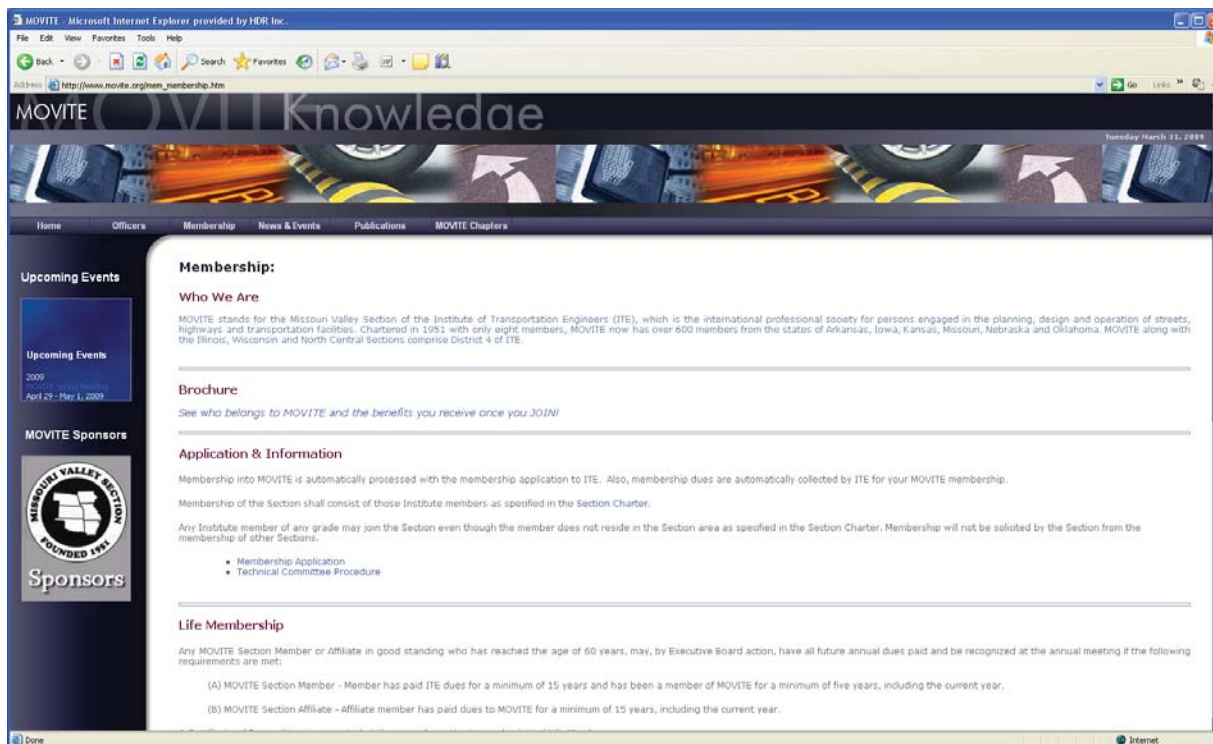 MOVITE - Microsoft Internet Explorer provided by HDR Inc.
File Edit View Favorites Tools Help
Back Search Favorites
Address http://www.movite.org/mem_membership.htm Go Links »
MOVITE MOVIT Knowledge
Tuesday March 31, 2009
Home Officers Membership News & Events Publications MOVITE Chapters
Upcoming Events
Upcoming Events
2009
MOVITE Spring Meeting
April 29 - May 1, 2009
MOVITE Sponsors
MISSOURI VALLEY SECTION
FOUNDED 1951
Sponsors
Membership:
Who We Are
MOVITE stands for the Missouri Valley Section of the Institute of Transportation Engineers (ITE), which is the international professional society for persons engaged in the planning, design and operation of streets,
highways and transportation facilities. Chartered in 1951 with only eight members, MOVITE now has over 600 members from the states of Arkansas, Iowa, Kansas, Missouri, Nebraska and Oklahoma. MOVITE along with
the Illinois, Wisconsin and North Central Sections comprise District 4 of ITE.
Brochure
See who belongs to MOVITE and the benefits you receive once you JOIN!
Application & Information
Membership into MOVITE is automatically processed with the membership application to ITE. Also, membership dues are automatically collected by ITE for your MOVITE membership.
Membership of the Section shall consist of those Institute members as specified in the Section Charter.
Any Institute member of any grade may join the Section even though the member does not reside in the Section area as specified in the Section Charter. Membership will not be solicited by the Section from the
membership of other Sections.
• Membership Application
• Technical Committee Procedure
Life Membership
Any MOVITE Section Member or Affiliate in good standing who has reached the age of 60 years, may, by Executive Board action, have all future annual dues paid and be recognized at the annual meeting if the following
requirements are met:
(A) MOVITE Section Member - Member has paid ITE dues for a minimum of 15 years and has been a member of MOVITE for a minimum of five years, including the current year.
(B) MOVITE Section Affiliate - Affiliate member has paid dues to MOVITE for a minimum of 15 years, including the current year.
Done Internet